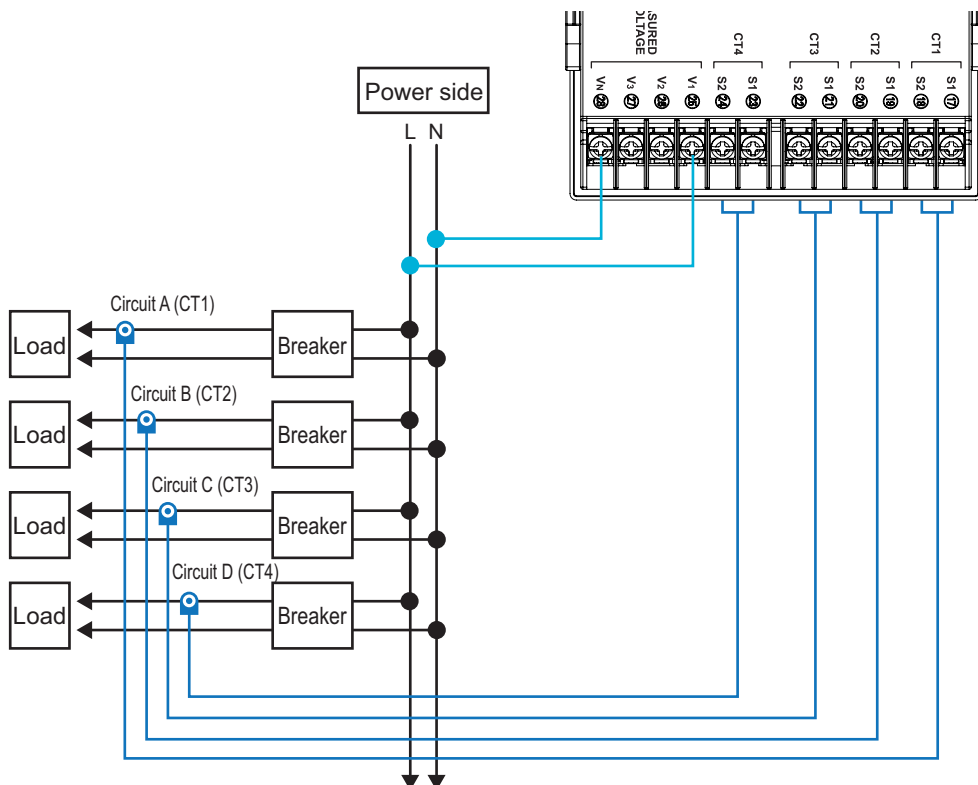 ASURED
OLTAGE
CT4
CT3
CT2
CT1
VN ㉘
V3 ㉗
V2 ㉖
V1 ㉕
S2 ㉔
S1 ㉓
S2 ㉒
S1 ㉑
S2 ⑳
S1 ⑲
S2 ⑱
S1 ⑰
Power side
L N
Circuit A (CT1)
Load
Breaker
Circuit B (CT2)
Load
Breaker
Circuit C (CT3)
Load
Breaker
Circuit D (CT4)
Load
Breaker